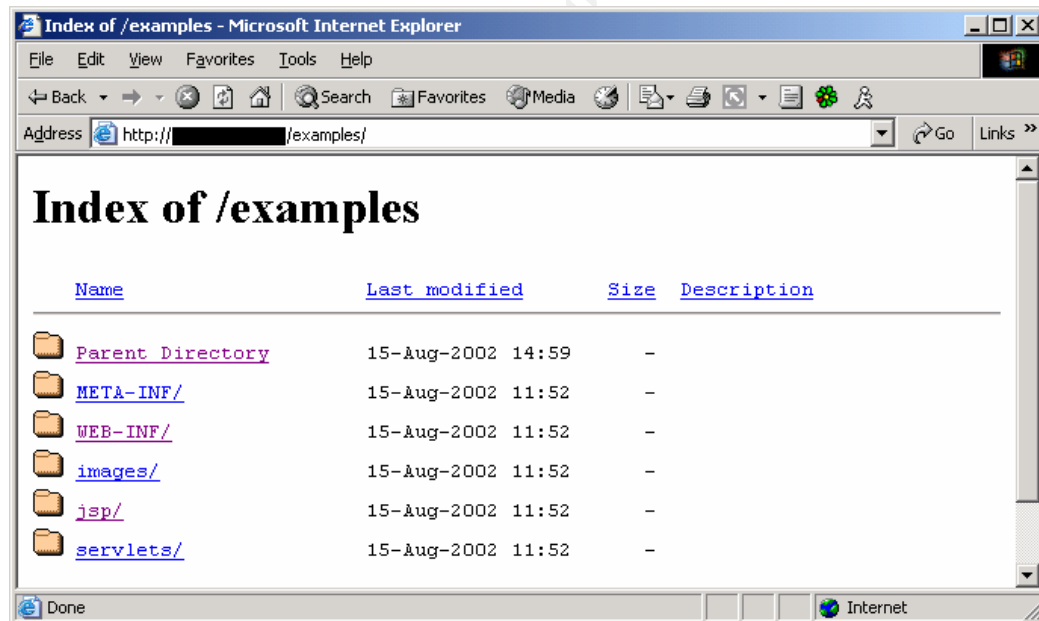 Index of /examples - Microsoft Internet Explorer
File Edit View Favorites Tools Help
Back Search Favorites Media
Address http:// /examples/ Go Links »
Index of /examples
Name Last modified Size Description
Parent Directory 15-Aug-2002 14:59 -
META-INF/ 15-Aug-2002 11:52 -
WEB-INF/ 15-Aug-2002 11:52 -
images/ 15-Aug-2002 11:52 -
jsp/ 15-Aug-2002 11:52 -
servlets/ 15-Aug-2002 11:52 -
Done Internet